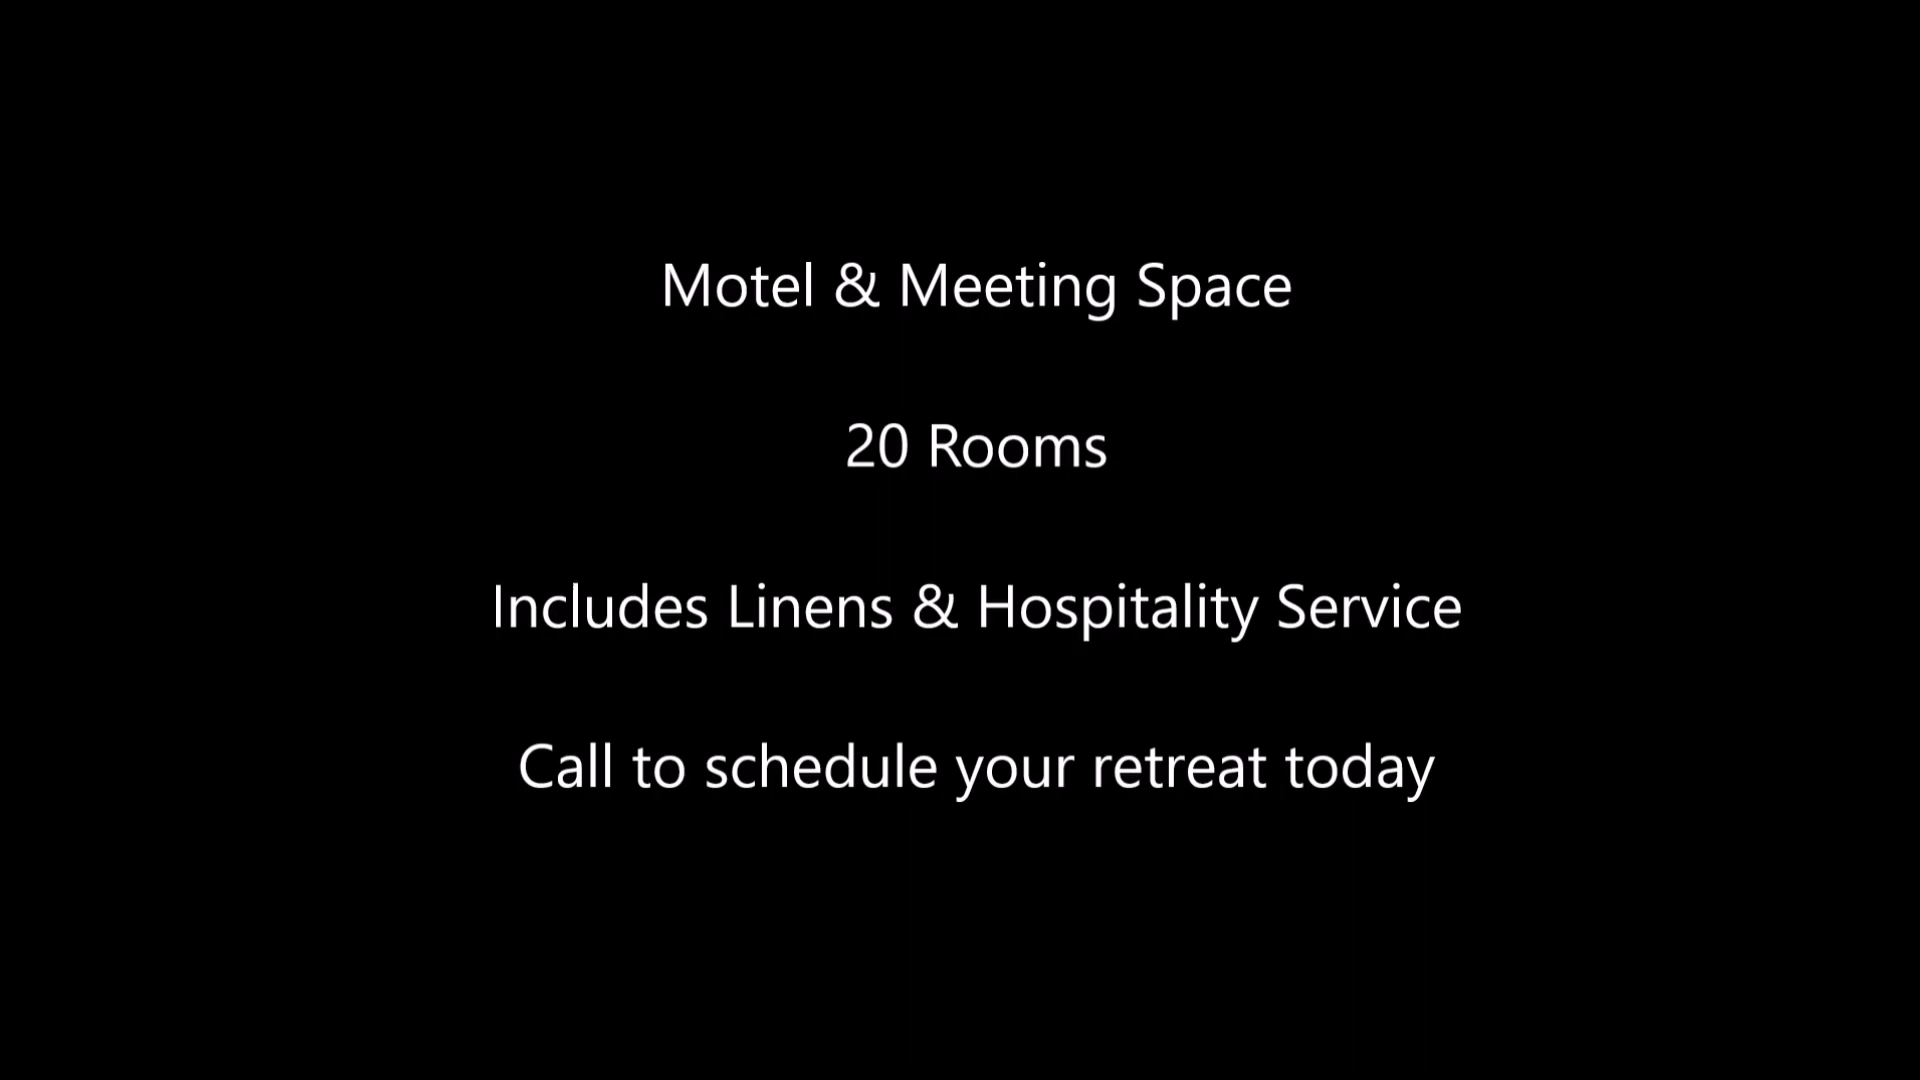 Motel & Meeting Space
20 Rooms
Includes Linens & Hospitality Service
Call to schedule your retreat today